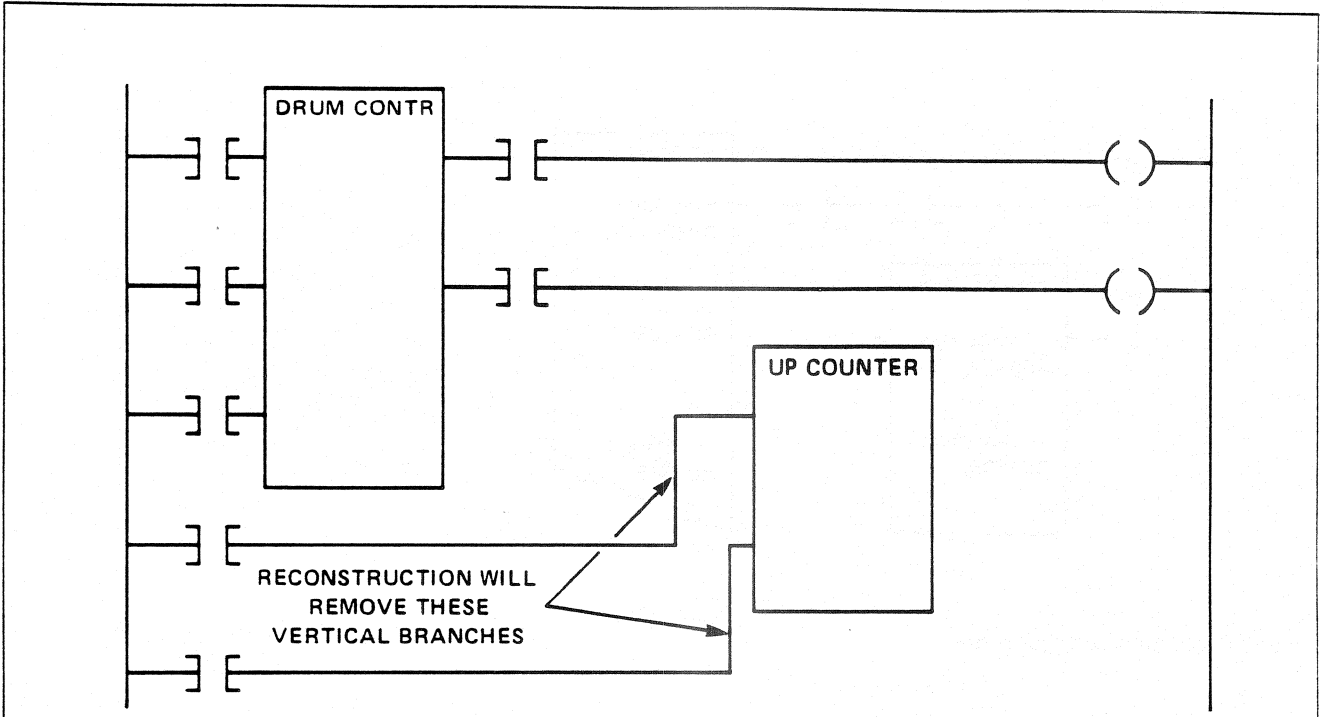 DRUM CONTR
UP COUNTER
RECONSTRUCTION WILL
REMOVE THESE
VERTICAL BRANCHES